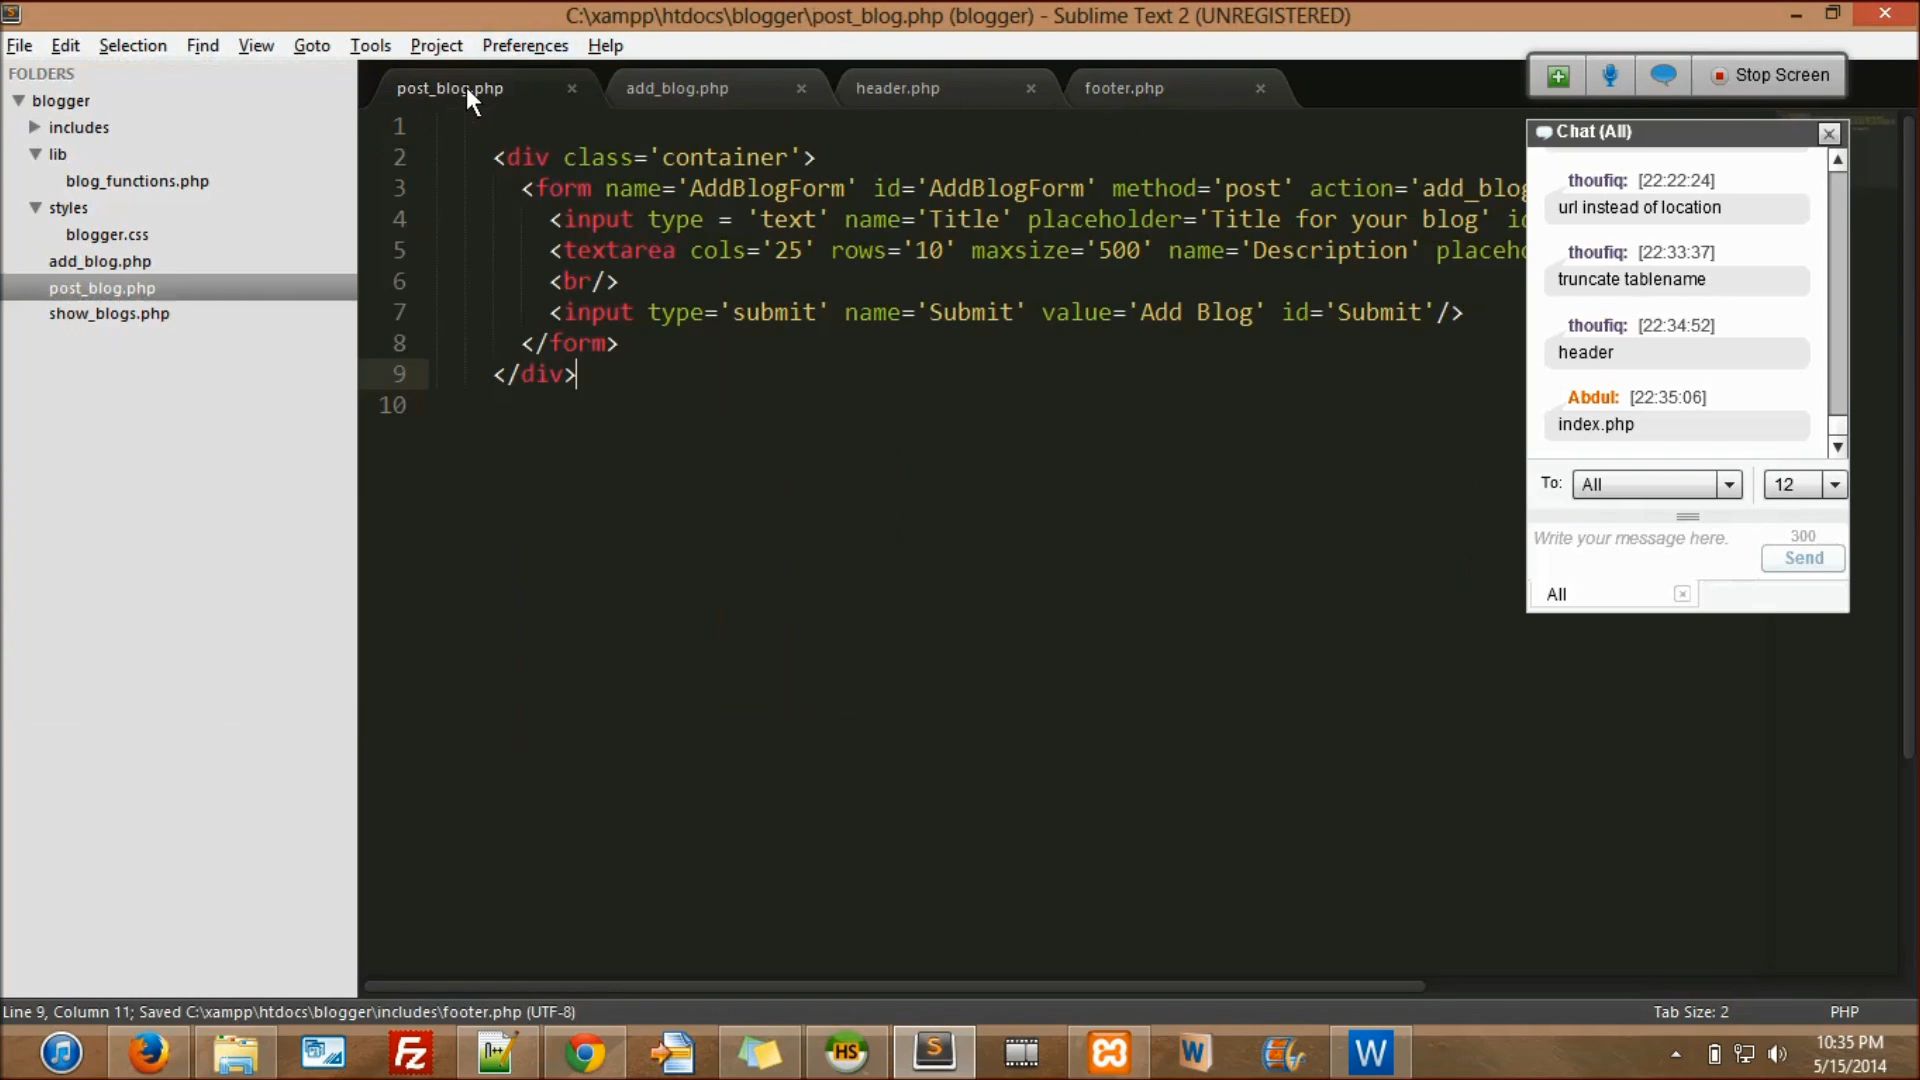 C:\xampp\htdocs\blogger\post_blog.php (blogger) - Sublime Text 2 (UNREGISTERED)
File Edit Selection Find View Goto Tools Project Preferences Help
FOLDERS
blogger
includes
lib
blog_functions.php
styles
blogger.css
add_blog.php
post_blog.php
show_blogs.php
post_blog.php add_blog.php header.php footer.php
1
2 <div class='container'>
3 <form name='AddBlogForm' id='AddBlogForm' method='post' action='add_blog
4 <input type = 'text' name='Title' placeholder='Title for your blog' id
5 <textarea cols='25' rows='10' maxsize='500' name='Description' placeho
6 <br/>
7 <input type='submit' name='Submit' value='Add Blog' id='Submit'/>
8 </form>
9 </div>
10
Stop Screen
Chat (All)
thoufiq: [22:22:24]
url instead of location
thoufiq: [22:33:37]
truncate tablename
thoufiq: [22:34:52]
header
Abdul: [22:35:06]
index.php
To: All 12
Write your message here. 300
Send
All
Line 9, Column 11; Saved C:\xampp\htdocs\blogger\includes\footer.php (UTF-8) Tab Size: 2 PHP
10:35 PM
5/15/2014